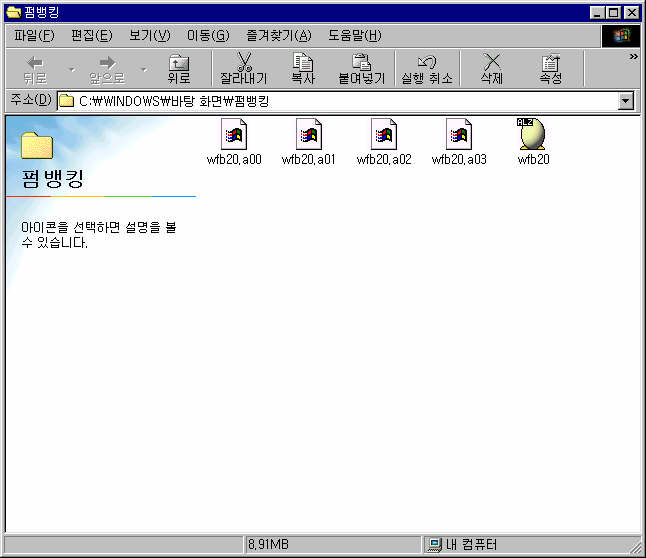 펌뱅킹
파일(F) 편집(E) 보기(V) 이동(G) 즐겨찾기(A) 도움말(H)
뒤로 앞으로 위로 잘라내기 복사 붙여넣기 실행 취소 삭제 속성 »
주소(D) C:\WINDOWS\바탕 화면\펌뱅킹
wfb20.a00 wfb20.a01 wfb20.a02 wfb20.a03 ALZ wfb20
펌뱅킹
아이콘을 선택하면 설명을 볼
수 있습니다.
8.91MB 내 컴퓨터